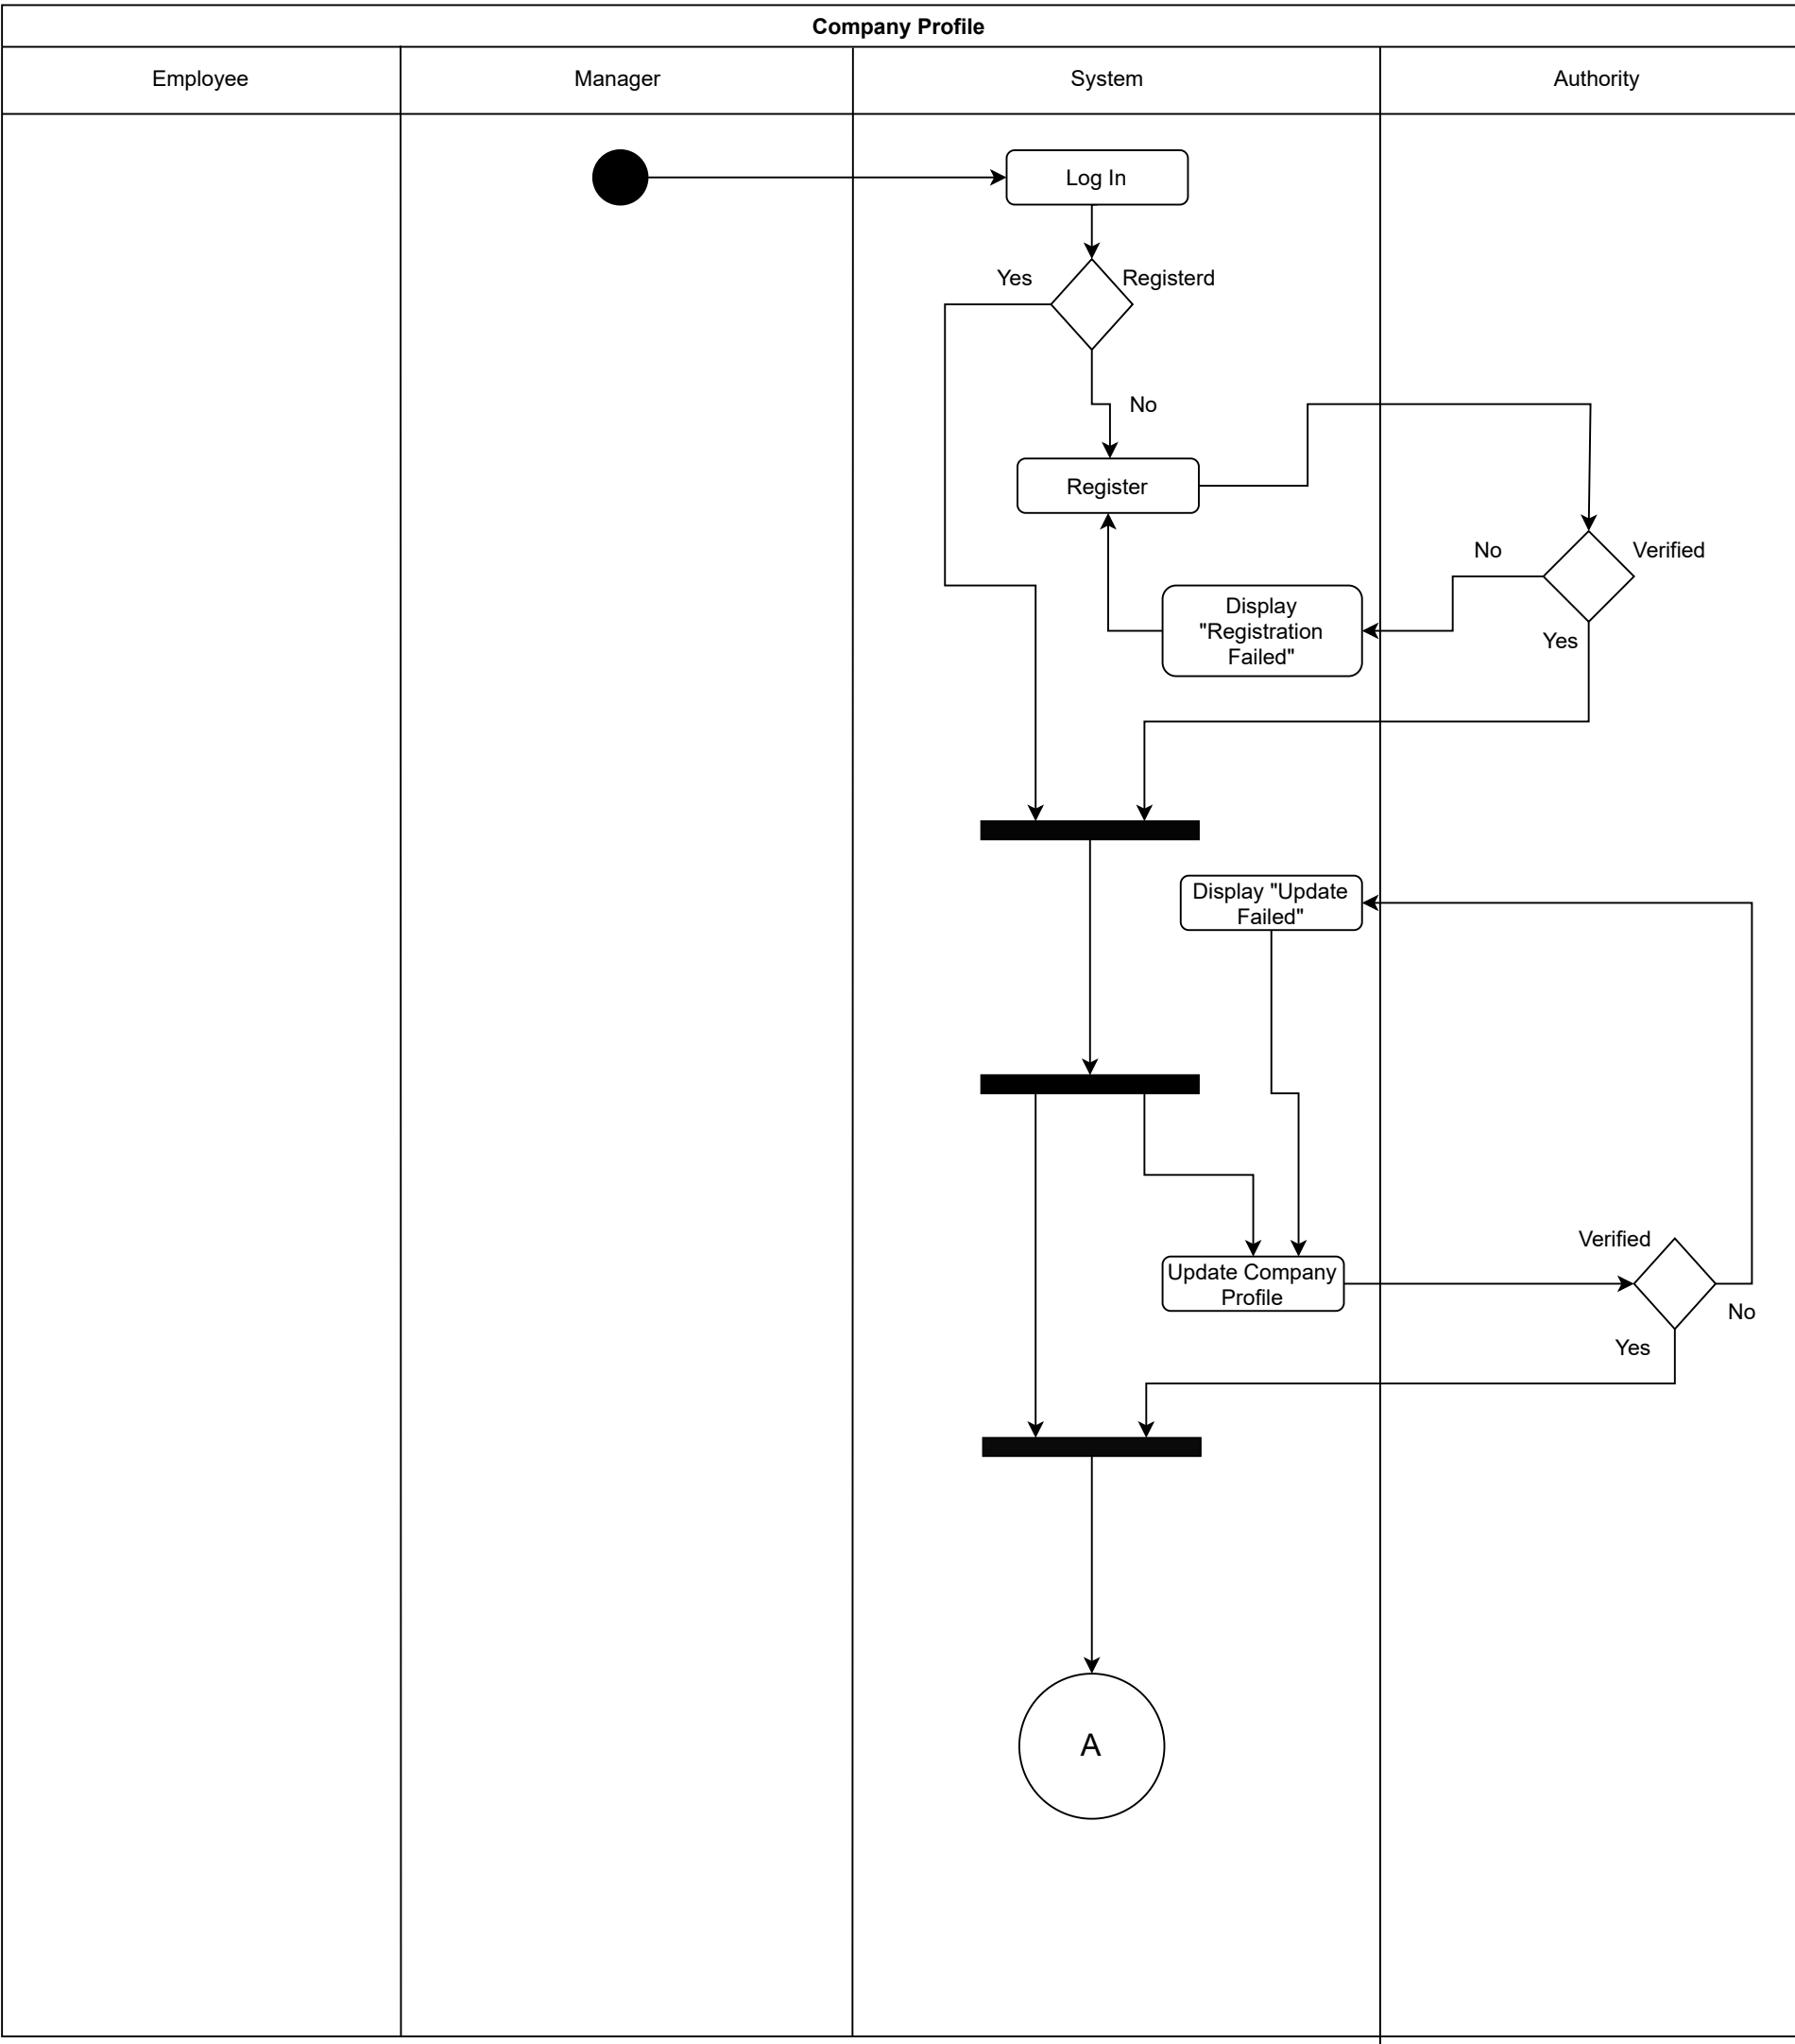 Company Profile
Employee
Manager
System
Authority
Log In
Yes
Registerd
No
Register
No
Verified
Display
"Registration
Failed"
Yes
Display "Update
Failed"
Verified
Update Company
Profile
No
Yes
A